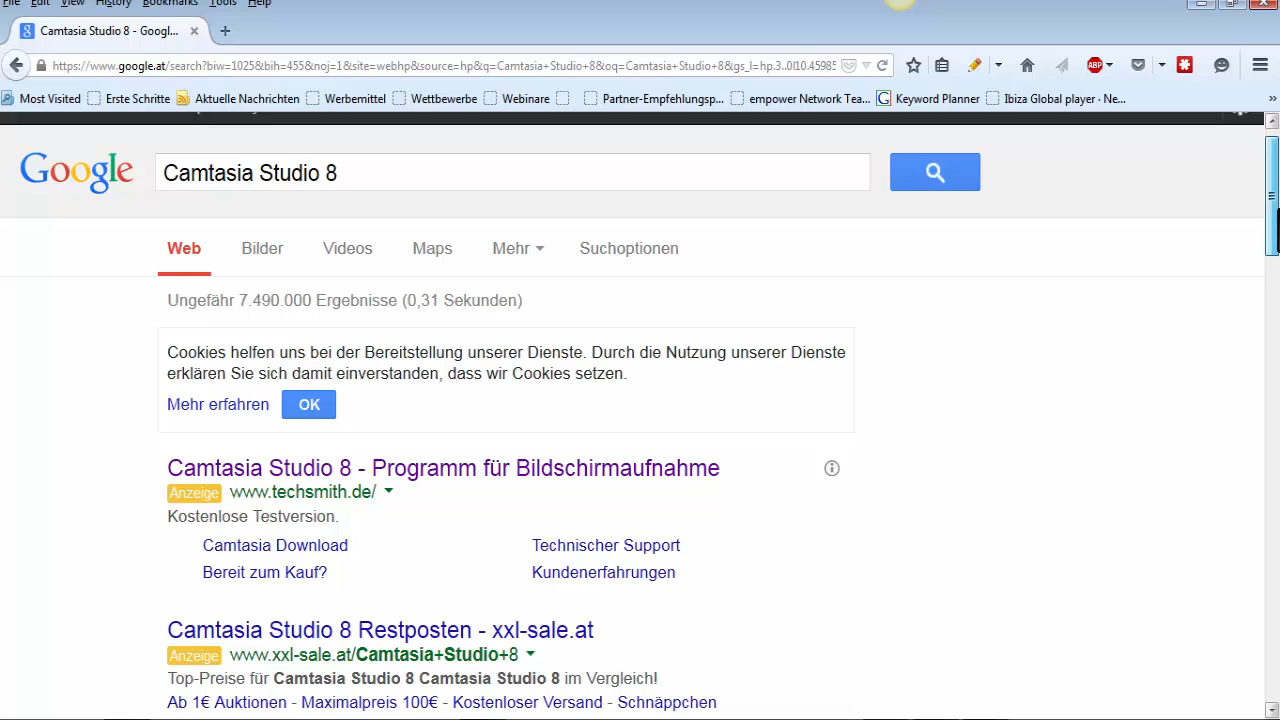 File Edit View History Bookmarks Tools Help
Camtasia Studio 8 - Googl...
https://www.google.at/search?biw=1025&bih=455&noj=1&site=webhp&source=hp&q=Camtasia+Studio+8&oq=Camtasia+Studio+8&gs_l=hp.3..0l10.45985
ABP
Most Visited Erste Schritte Aktuelle Nachrichten Werbemittel Wettbewerbe Webinare Partner-Empfehlungsp... empower Network Tea... Keyword Planner Ibiza Global player · Ne... »
Google Camtasia Studio 8
Web Bilder Videos Maps Mehr Suchoptionen
Ungefähr 7.490.000 Ergebnisse (0,31 Sekunden)
Cookies helfen uns bei der Bereitstellung unserer Dienste. Durch die Nutzung unserer Dienste
erklären Sie sich damit einverstanden, dass wir Cookies setzen.
Mehr erfahren OK
Camtasia Studio 8 - Programm für Bildschirmaufnahme
Anzeige www.techsmith.de/
Kostenlose Testversion.
Camtasia Download Technischer Support
Bereit zum Kauf? Kundenerfahrungen
Camtasia Studio 8 Restposten - xxl-sale.at
Anzeige www.xxl-sale.at/Camtasia+Studio+8
Top-Preise für Camtasia Studio 8 Camtasia Studio 8 im Vergleich!
Ab 1€ Auktionen - Maximalpreis 100€ - Kostenloser Versand - Schnäppchen